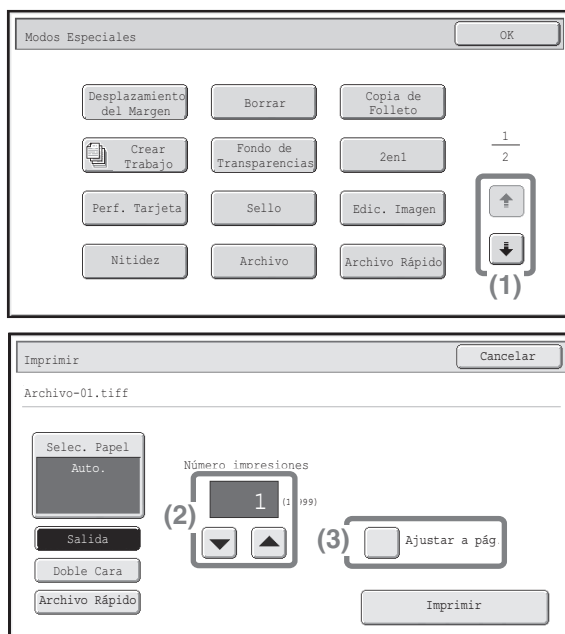 Modos Especiales
OK
Desplazamiento
del Margen
Borrar
Copia de
Folleto
Crear
Trabajo
Fondo de
Transparencias
2en1
1
2
Perf. Tarjeta
Sello
Edic. Imagen
Nitidez
Archivo
Archivo Rápido
(1)
Imprimir
Cancelar
Archivo-01.tiff
Selec. Papel
Auto.
Número impresiones
(2)
1
(3)
Ajustar a pág
Salida
Doble Cara
Archivo Rápido
Imprimir